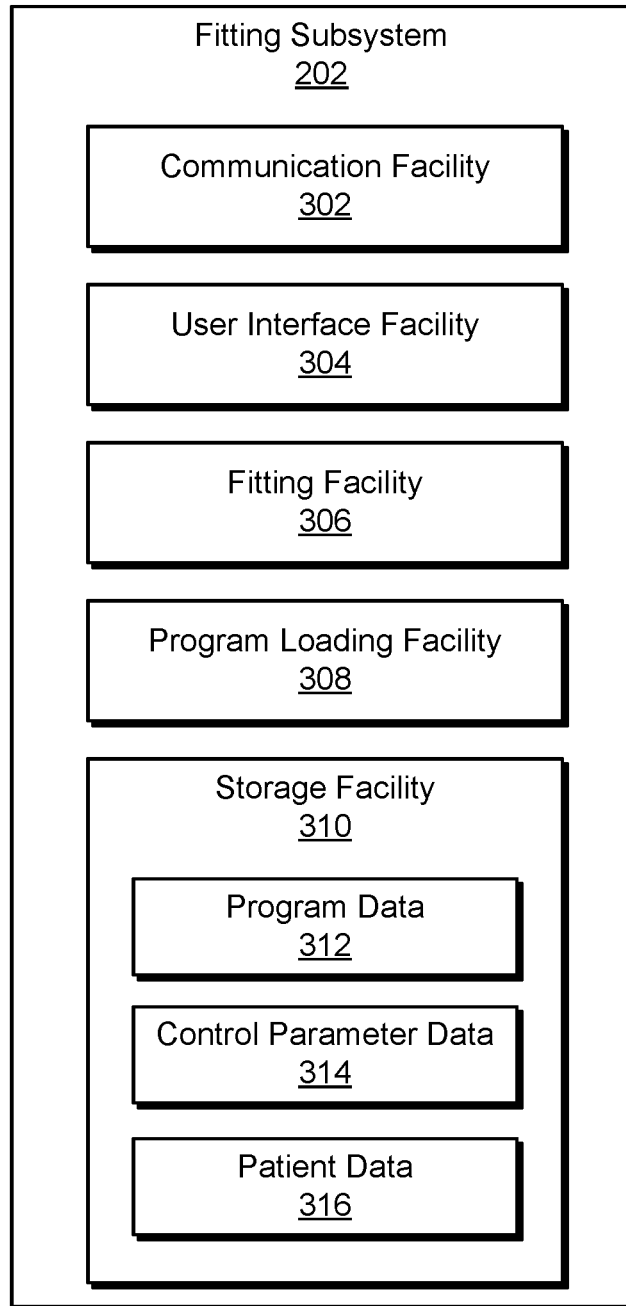 Fitting Subsystem
202
Communication Facility
302
User Interface Facility
304
Fitting Facility
306
Program Loading Facility
308
Storage Facility
310
Program Data
312
Control Parameter Data
314
Patient Data
316